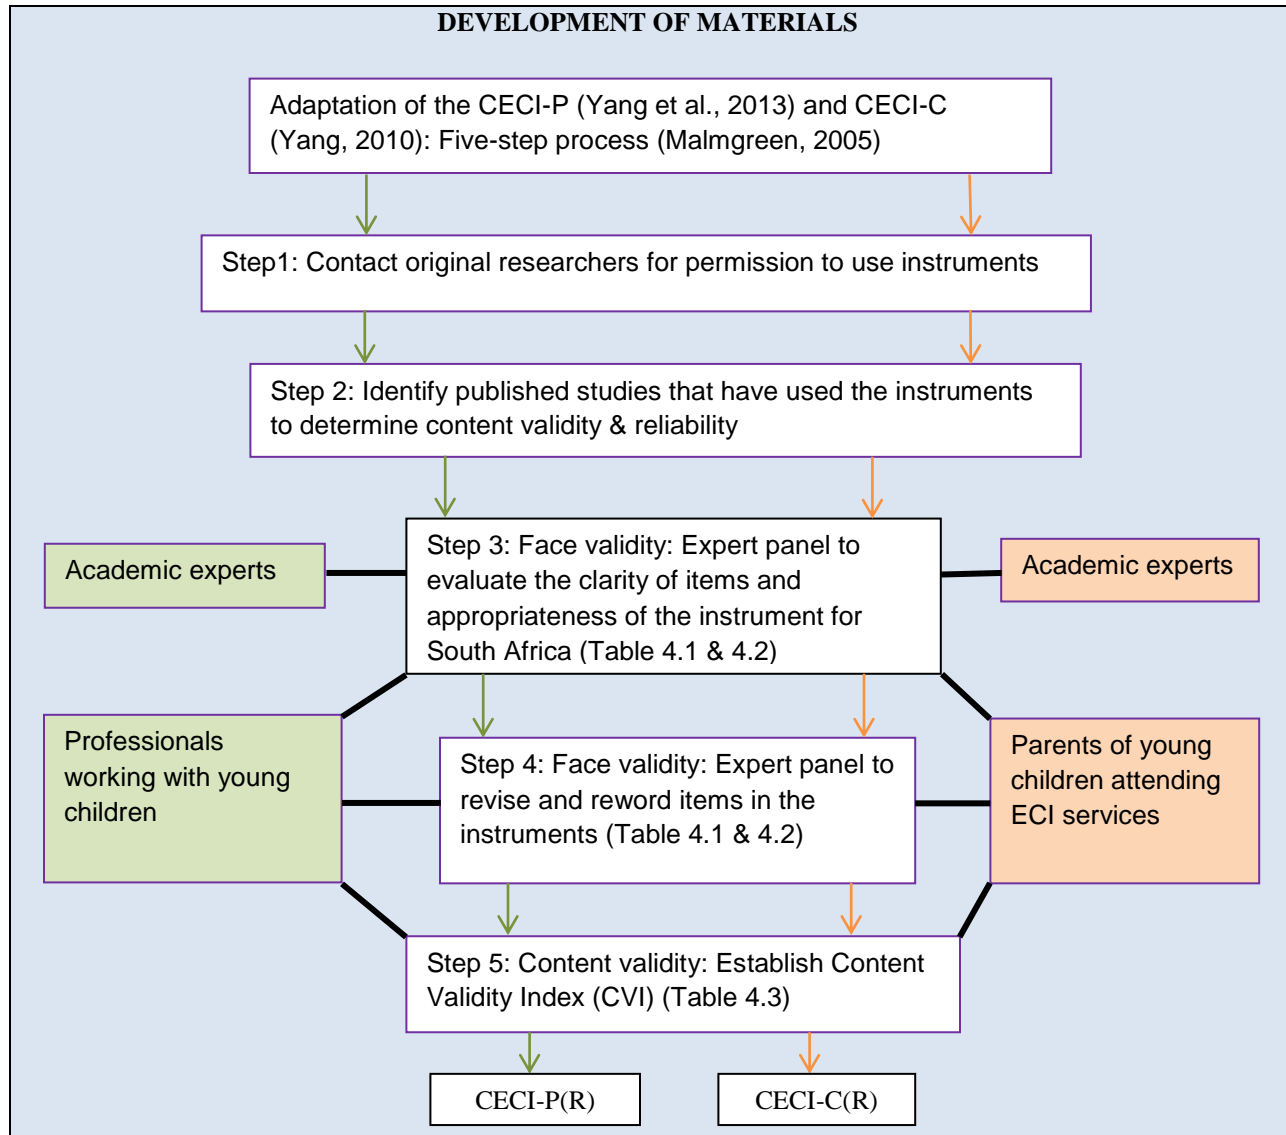 DEVELOPMENT OF MATERIALS
Adaptation of the CECI-P (Yang et al., 2013) and CECI-C
(Yang, 2010): Five-step process (Malmgreen, 2005)
Step1: Contact original researchers for permission to use instruments
Step 2: Identify published studies that have used the instruments
to determine content validity & reliability
Academic experts
Step 3: Face validity: Expert panel to
evaluate the clarity of items and
appropriateness of the instrument for
South Africa (Table 4.1 & 4.2)
Academic experts
Professionals
working with young
children
Step 4: Face validity: Expert panel to
revise and reword items in the
instruments (Table 4.1 & 4.2)
Parents of young
children attending
ECI services
Step 5: Content validity: Establish Content
Validity Index (CVI) (Table 4.3)
CECI-P(R)
CECI-C(R)